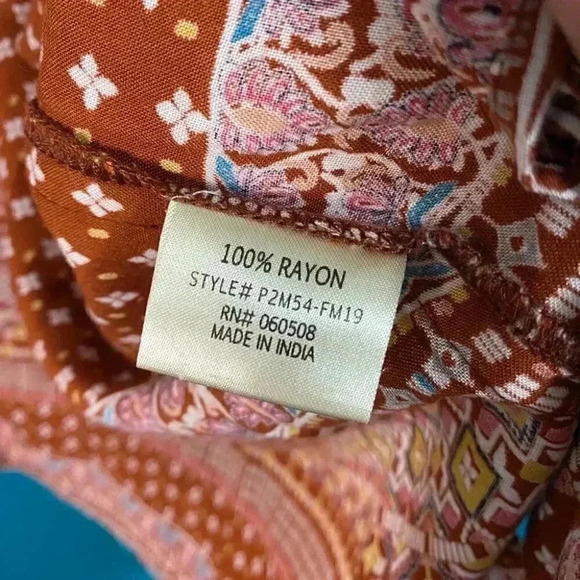 100% RAYON
STYLE# P2M54-FM19
RN# 060508
MADE IN INDIA